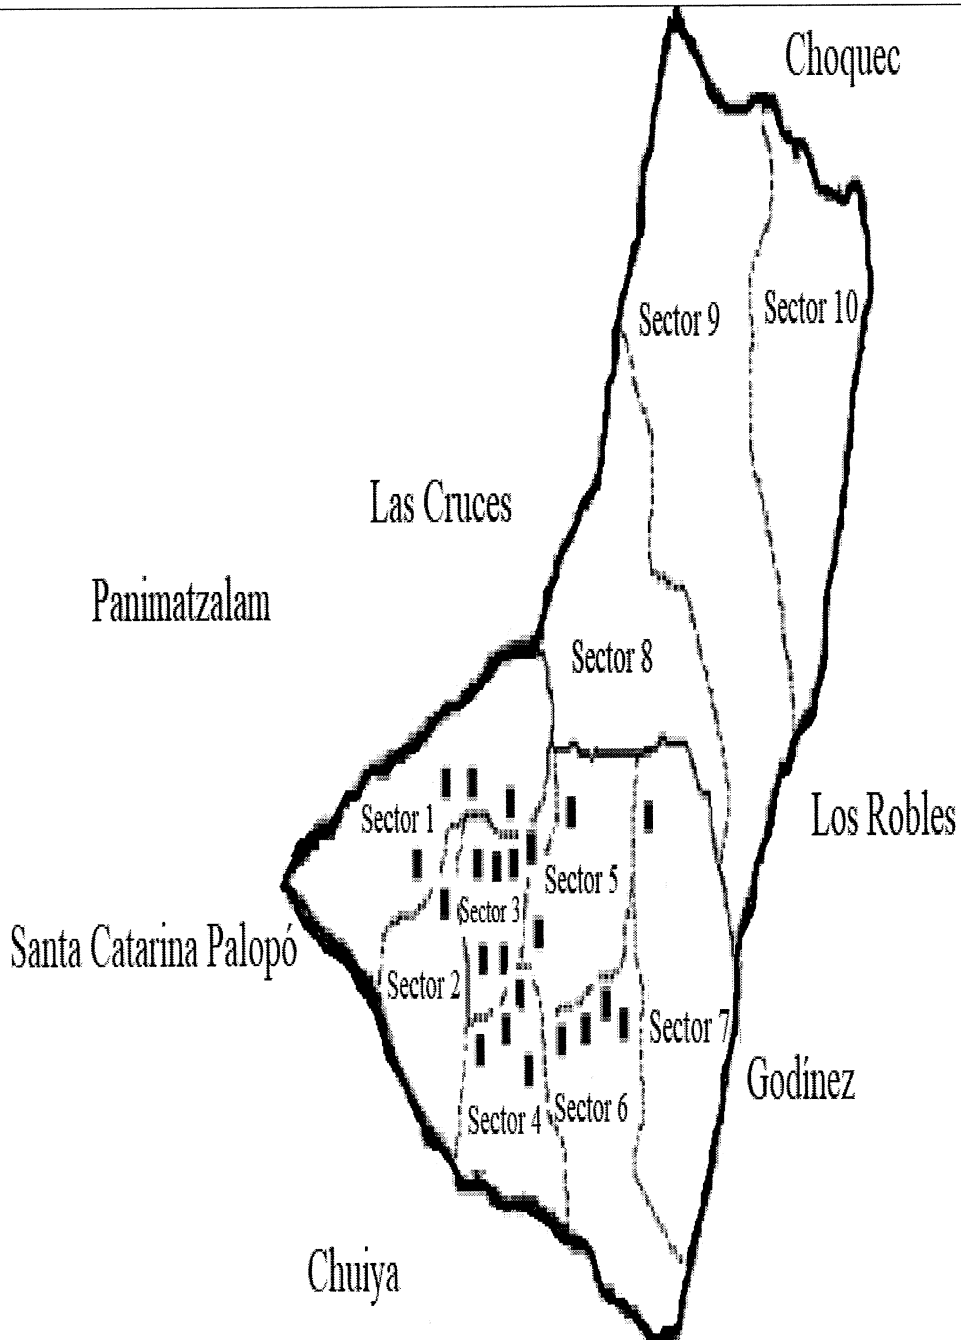 Choquec
Sector 9
Sector 10
Las Cruces
Panimatzalam
Sector 8
Sector 1
Los Robles
Sector 5
Sector 3
Santa Catarina Palopó
Sector 2
Sector 7
Godínez
Sector 4
Sector 6
Chuiya